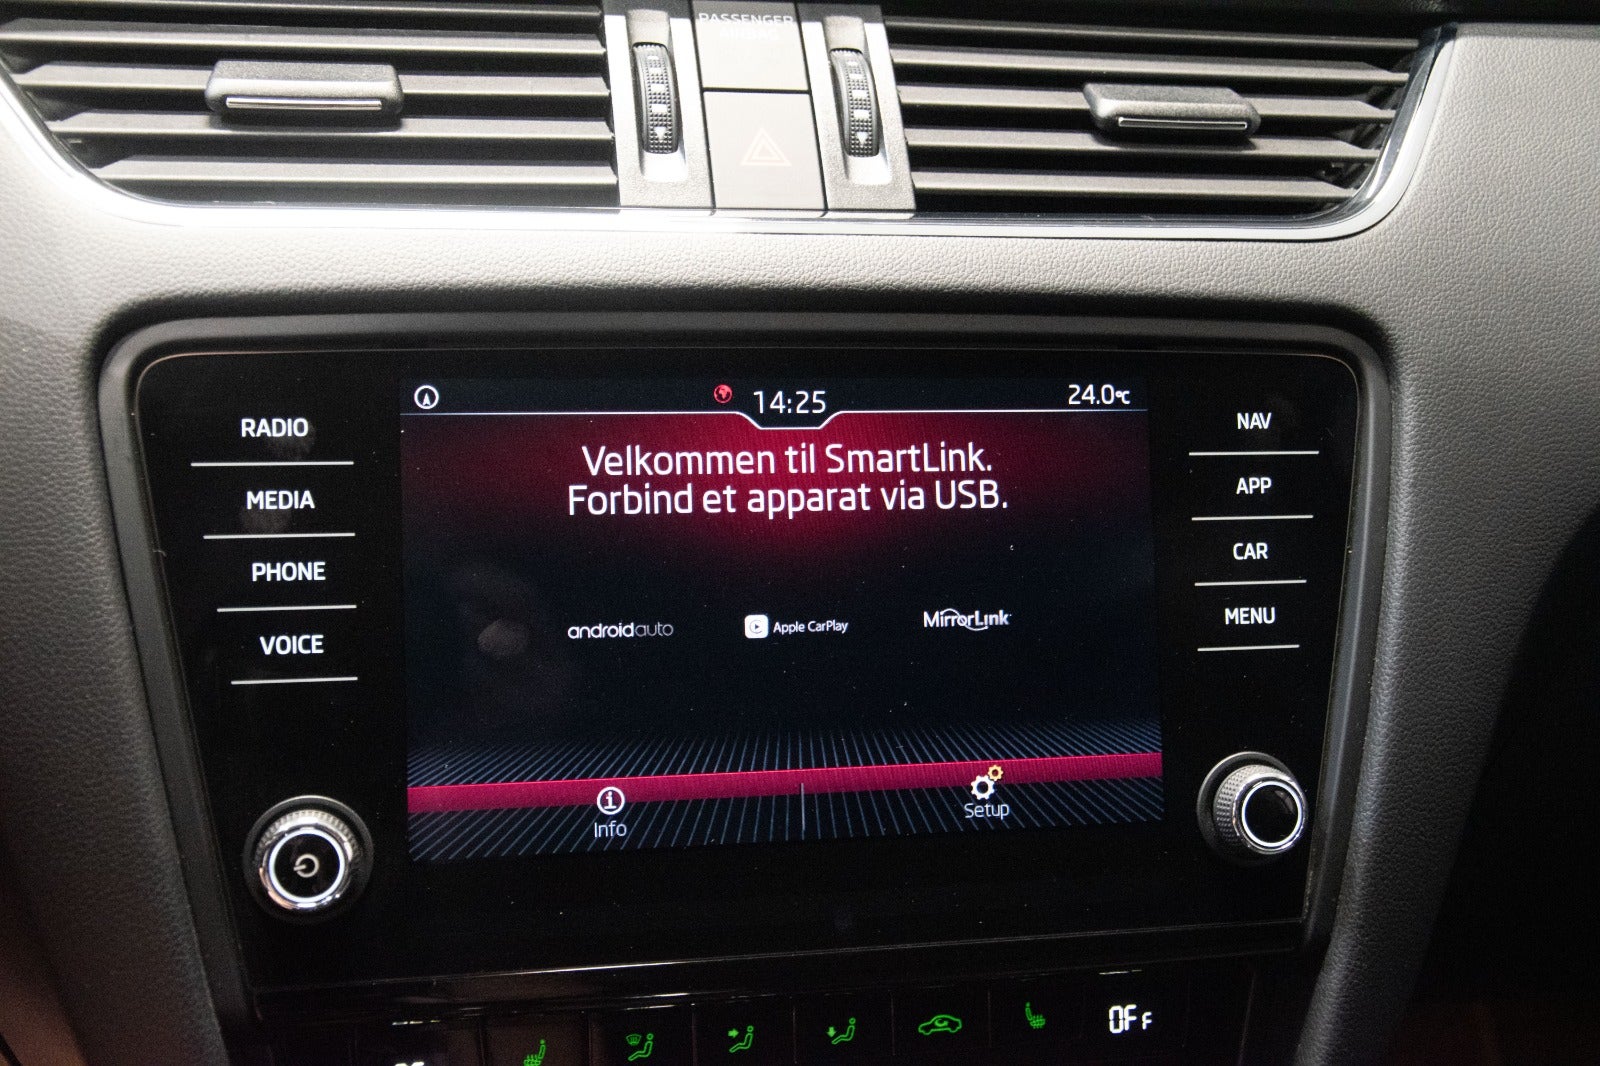 PASSENGER
AIRBAG
14:25
24.0°C
RADIO
MEDIA
PHONE
VOICE
Velkommen til SmartLink.
Forbind et apparat via USB.
androidauto
Apple CarPlay
MirrorLink
Info
Setup
NAV
APP
CAR
MENU
OFF